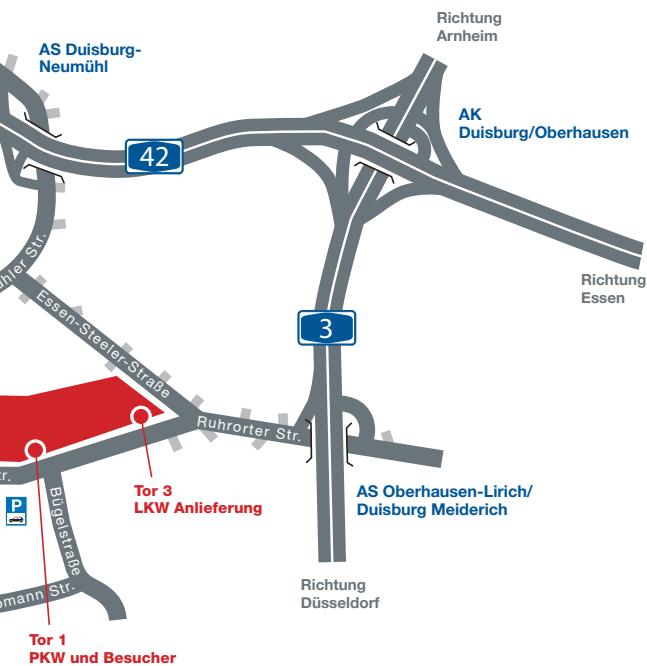 Richtung
Arnheim
AS Duisburg-
Neumühl
AK
Duisburg/Oberhausen
42
Richtung
Essen
Essen-Steeler-Straße
3
Ruhrorter Str.
Tor 3
LKW Anlieferung
P
AS Oberhausen-Lirich/
Duisburg Meiderich
Bügelstraße
Richtung
Düsseldorf
Tor 1
PKW und Besucher